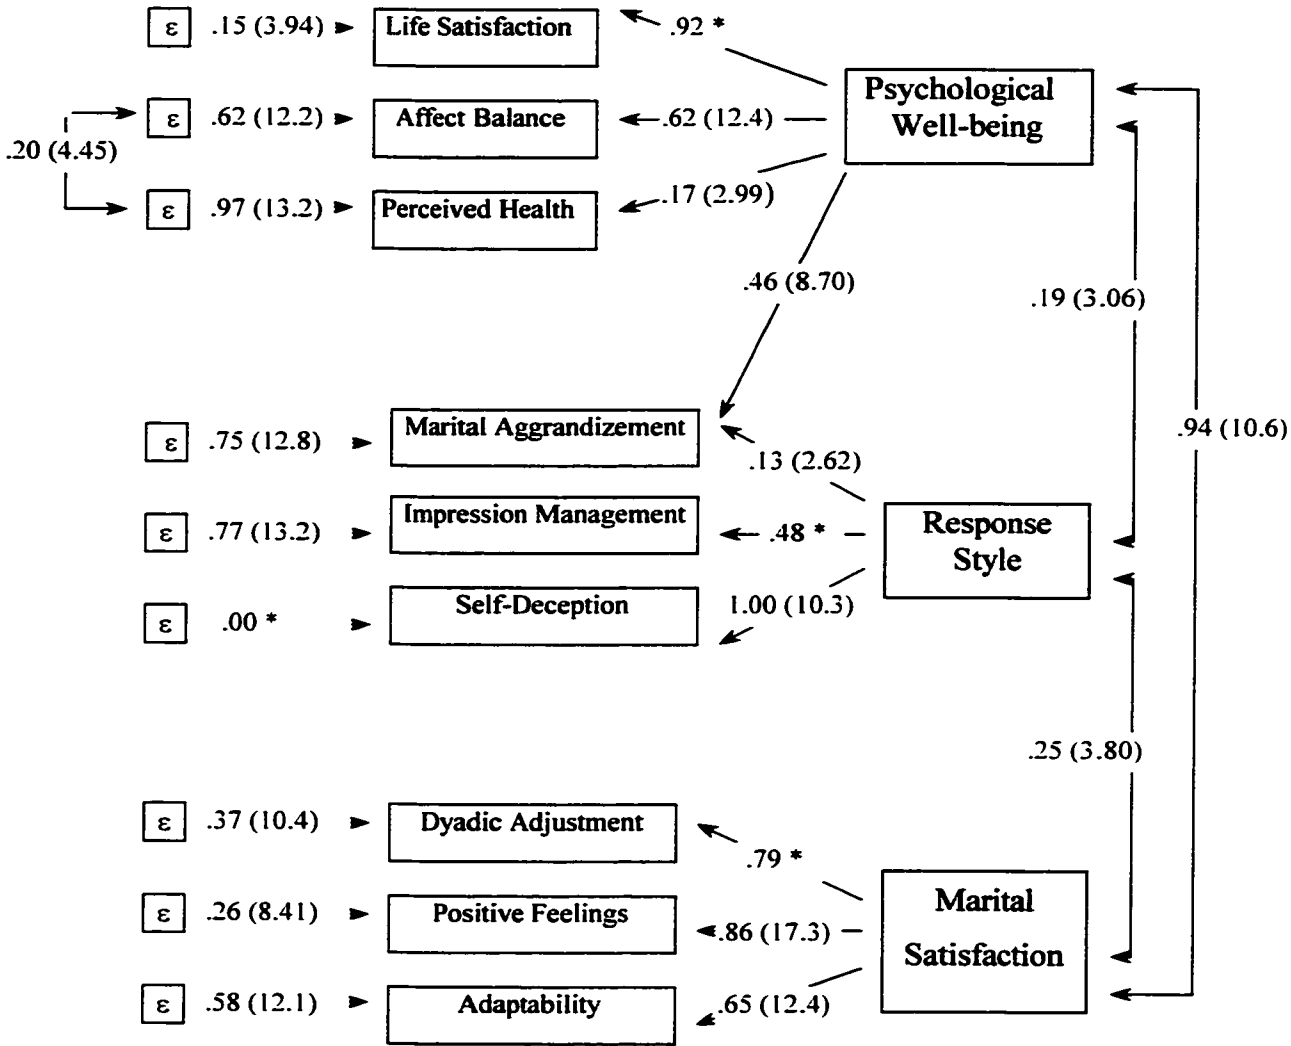 ε .15 (3.94) Life Satisfaction .92 *
Psychological
Well-being
ε .62 (12.2) Affect Balance .62 (12.4)
.20 (4.45)
ε .97 (13.2) Perceived Health .17 (2.99)
.46 (8.70)
.19 (3.06)
.94 (10.6)
ε .75 (12.8) Marital Aggrandizement .13 (2.62)
ε .77 (13.2) Impression Management .48 *
Response
Style
ε .00 * Self-Deception 1.00 (10.3)
.25 (3.80)
ε .37 (10.4) Dyadic Adjustment .79 *
ε .26 (8.41) Positive Feelings .86 (17.3)
Marital
Satisfaction
ε .58 (12.1) Adaptability .65 (12.4)